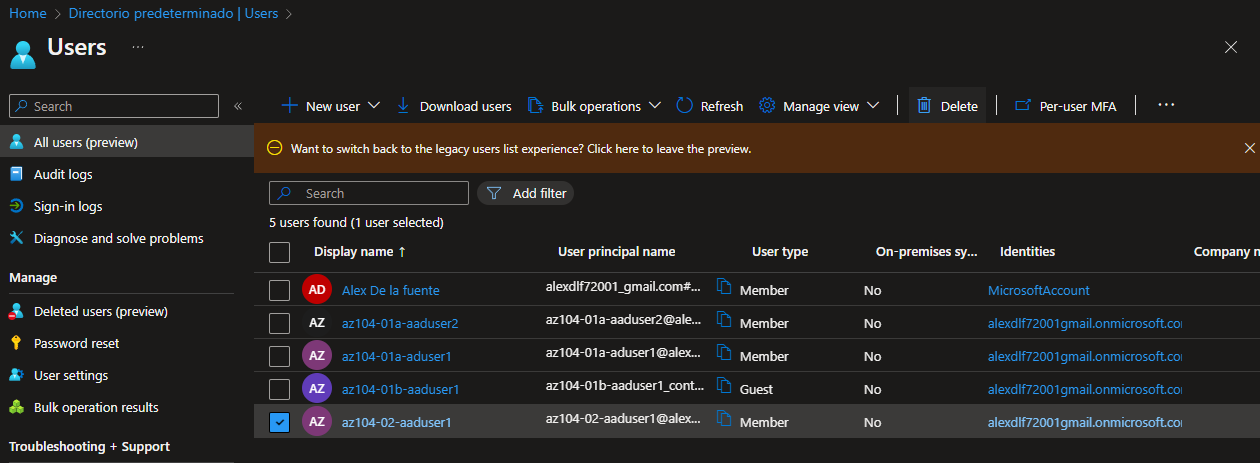 Home > Directorio predeterminado | Users >
Users ...
Search «
All users (preview)
Audit logs
Sign-in logs
Diagnose and solve problems
Manage
Deleted users (preview)
Password reset
User settings
Bulk operation results
Troubleshooting + Support
+ New user Download users Bulk operations Refresh Manage view Delete Per-user MFA ...
Want to switch back to the legacy users list experience? Click here to leave the preview.
Search Add filter
5 users found (1 user selected)
Display name ↑ User principal name User type On-premises sy... Identities Company n
AD Alex De la fuente alexdlf72001_gmail.com#... Member No MicrosoftAccount
AZ az104-01a-aaduser2 az104-01a-aaduser2@ale... Member No alexdlf72001gmail.onmicrosoft.co
AZ az104-01a-aduser1 az104-01a-aduser1@alex... Member No alexdlf72001gmail.onmicrosoft.co
AZ az104-01b-aaduser1 az104-01b-aaduser1_cont... Guest No alexdlf72001gmail.onmicrosoft.co
AZ az104-02-aaduser1 az104-02-aaduser1@alex... Member No alexdlf72001gmail.onmicrosoft.co